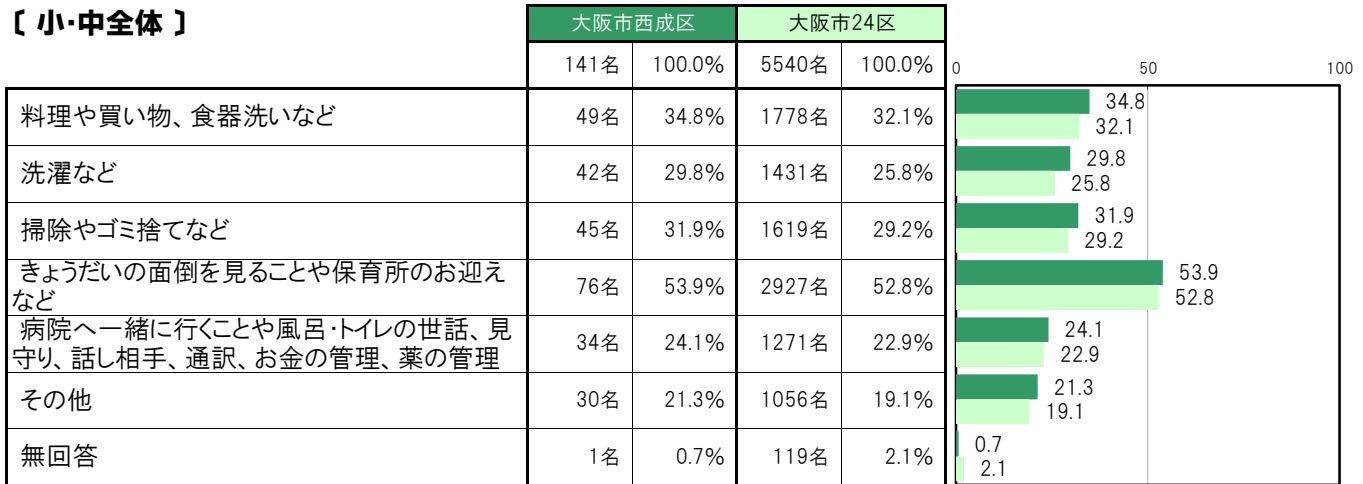 〔 小・中全体 〕
大阪市西成区 大阪市24区
141名 100.0% 5540名 100.0%
0 50 100
料理や買い物、食器洗いなど 49名 34.8% 1778名 32.1%
34.8
32.1
洗濯など 42名 29.8% 1431名 25.8%
29.8
25.8
掃除やゴミ捨てなど 45名 31.9% 1619名 29.2%
31.9
29.2
きょうだいの面倒を見ることや保育所のお迎え
など 76名 53.9% 2927名 52.8%
53.9
52.8
病院へ一緒に行くことや風呂・トイレの世話、見
守り、話し相手、通訳、お金の管理、薬の管理 34名 24.1% 1271名 22.9%
24.1
22.9
その他 30名 21.3% 1056名 19.1%
21.3
19.1
無回答 1名 0.7% 119名 2.1%
0.7
2.1